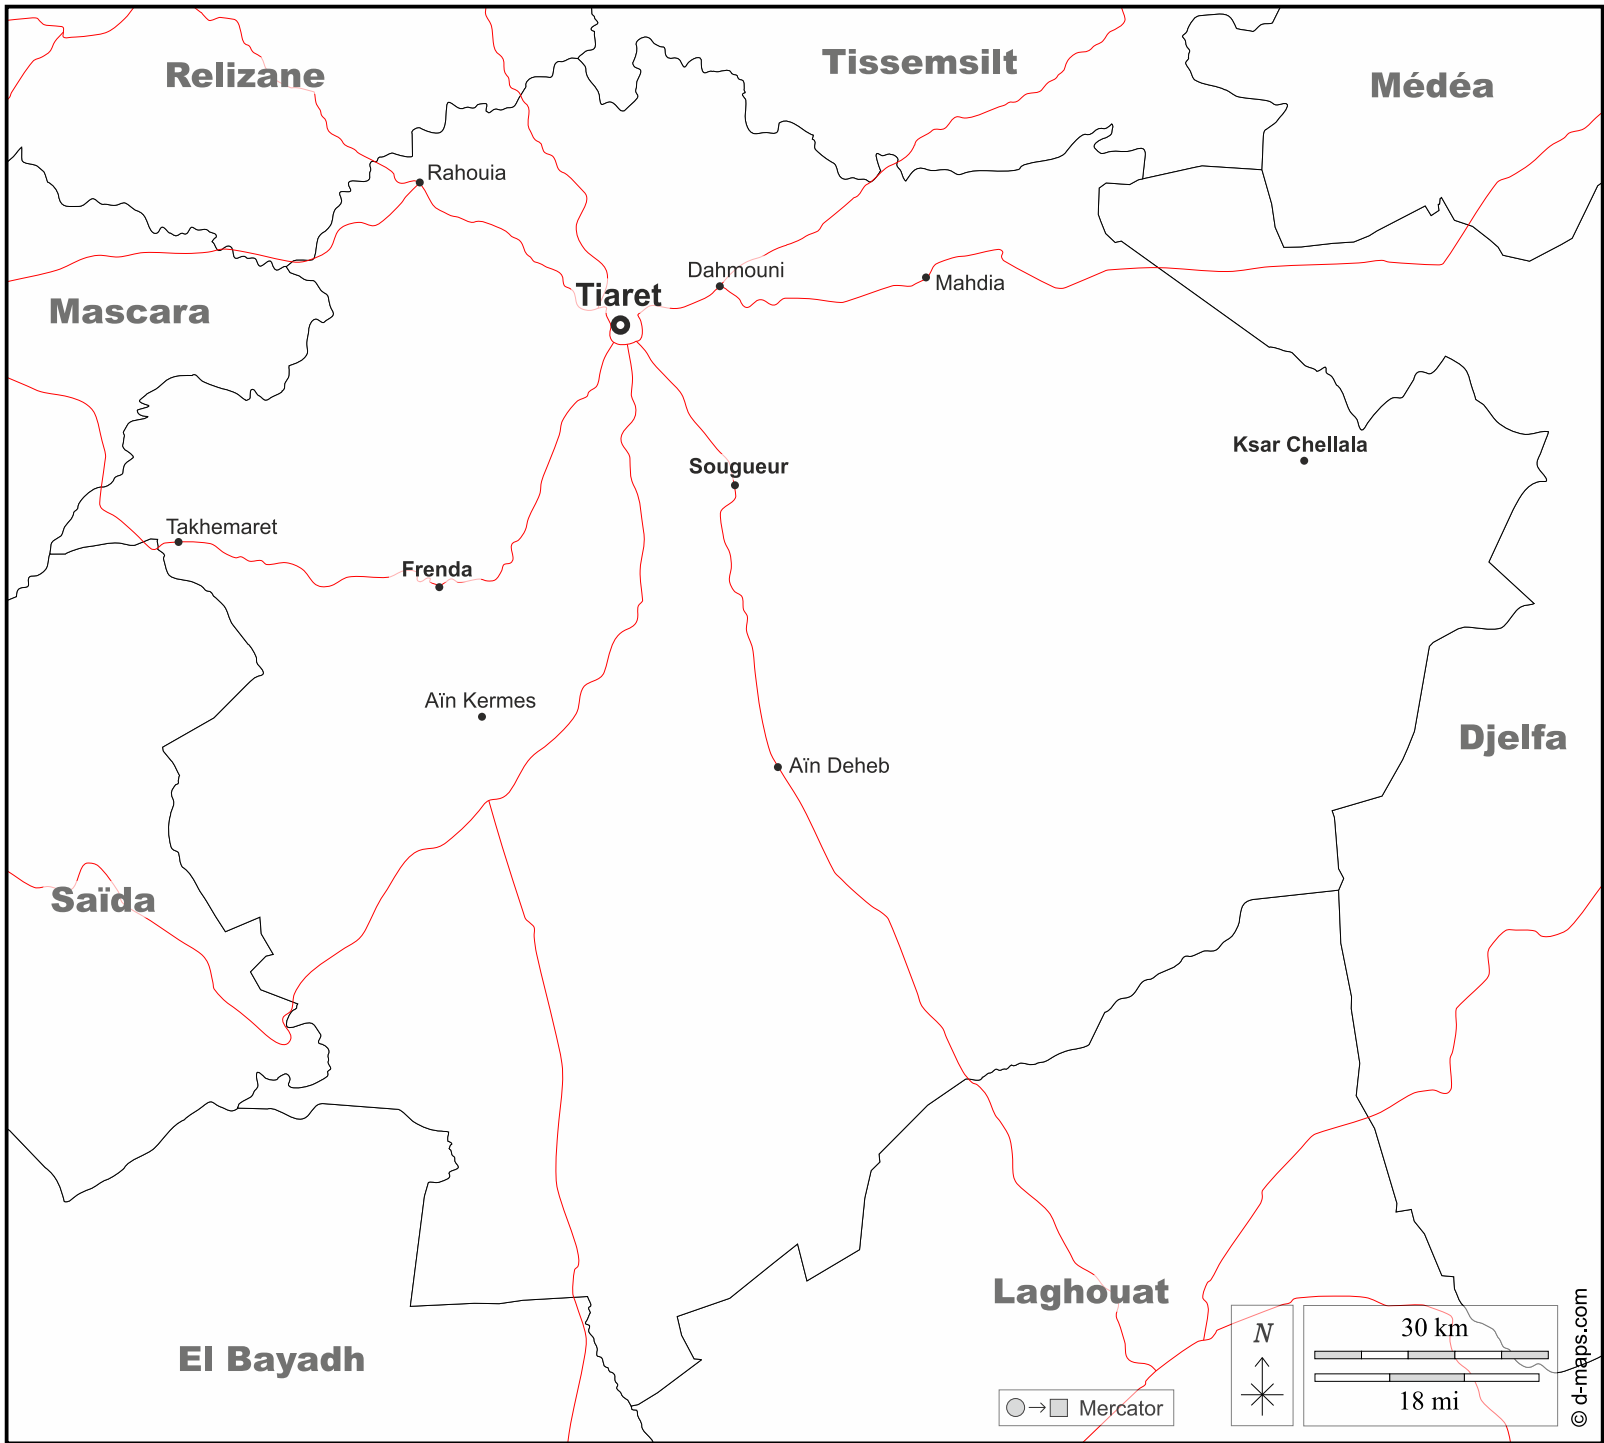 Relizane
Tissemsilt
Médéa
Rahouia
Dahmouni
Mahdia
Tiaret
Mascara
Ksar Chellala
Sougueur
Takhemaret
Frenda
Aïn Kermes
Djelfa
Aïn Deheb
Saïda
Laghouat
El Bayadh
N
30 km
18 mi
Mercator
© d-maps.com